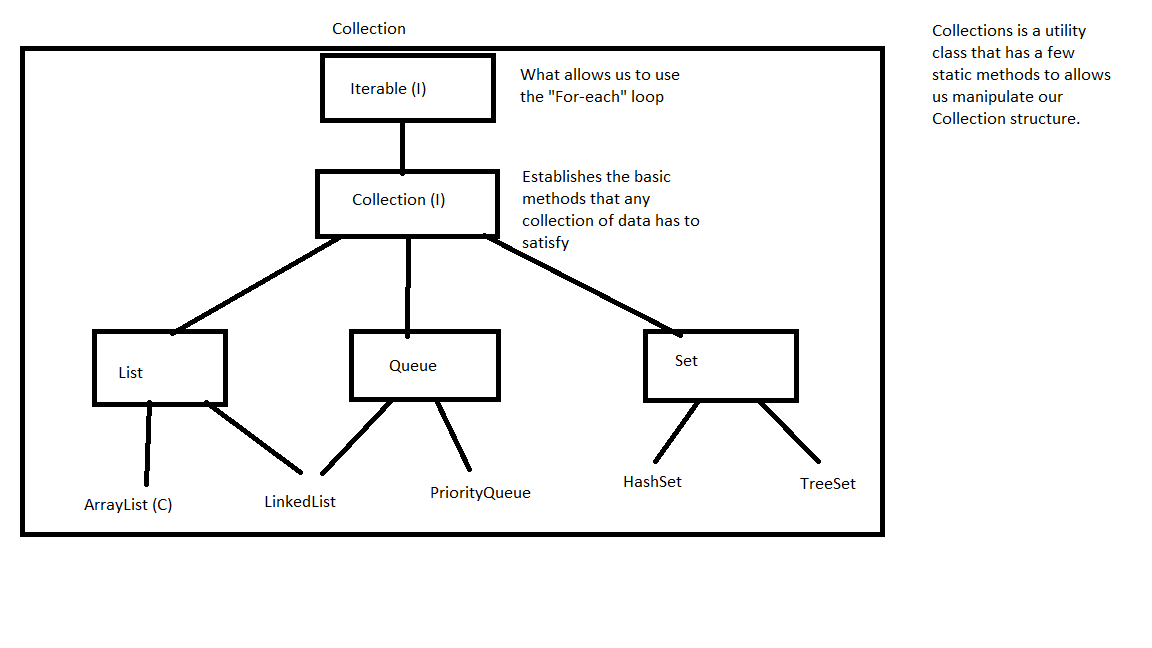 Collection
Iterable (I)
What allows us to use
the "For-each" loop
Collections is a utility
class that has a few
static methods to allows
us manipulate our
Collection structure.
Collection (I)
Establishes the basic
methods that any
collection of data has to
satisfy
List
Queue
Set
ArrayList (C)
LinkedList
PriorityQueue
HashSet
TreeSet